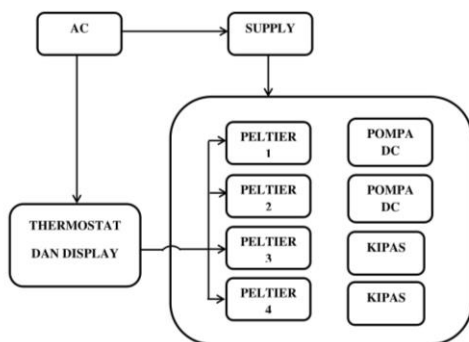 AC
SUPPLY
PELTIER
1
POMPA
DC
PELTIER
2
POMPA
DC
THERMOSTAT
DAN DISPLAY
PELTIER
3
KIPAS
PELTIER
4
KIPAS